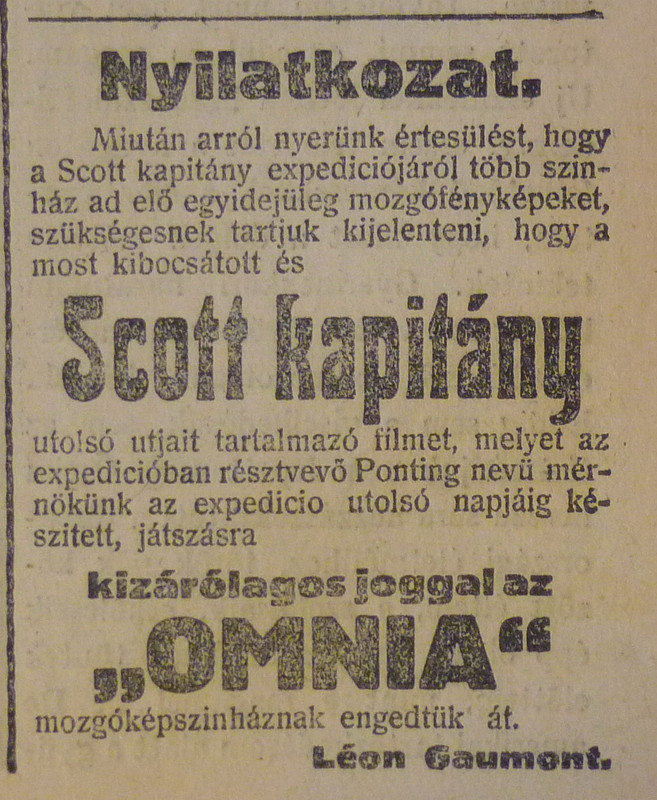 Nyilatkozat.
Miután arról nyerünk értesülést, hogy
a Scott kapitány expediciójáról több szin-
ház ad elő egyidejüleg mozgófényképeket,
szükségesnek tartjuk kijelenteni, hogy a
most kibocsátott és
Scott kapitány
utolsó utjait tartalmazó filmet, melyet az
expedicióban résztvevő Ponting nevü mér-
nökünk az expedicio utolsó napjáig ké-
szitett, játszásra
kizárólagos joggal az
„OMNIA“
mozgóképszinháznak engedtük át.
Léon Gaumont.